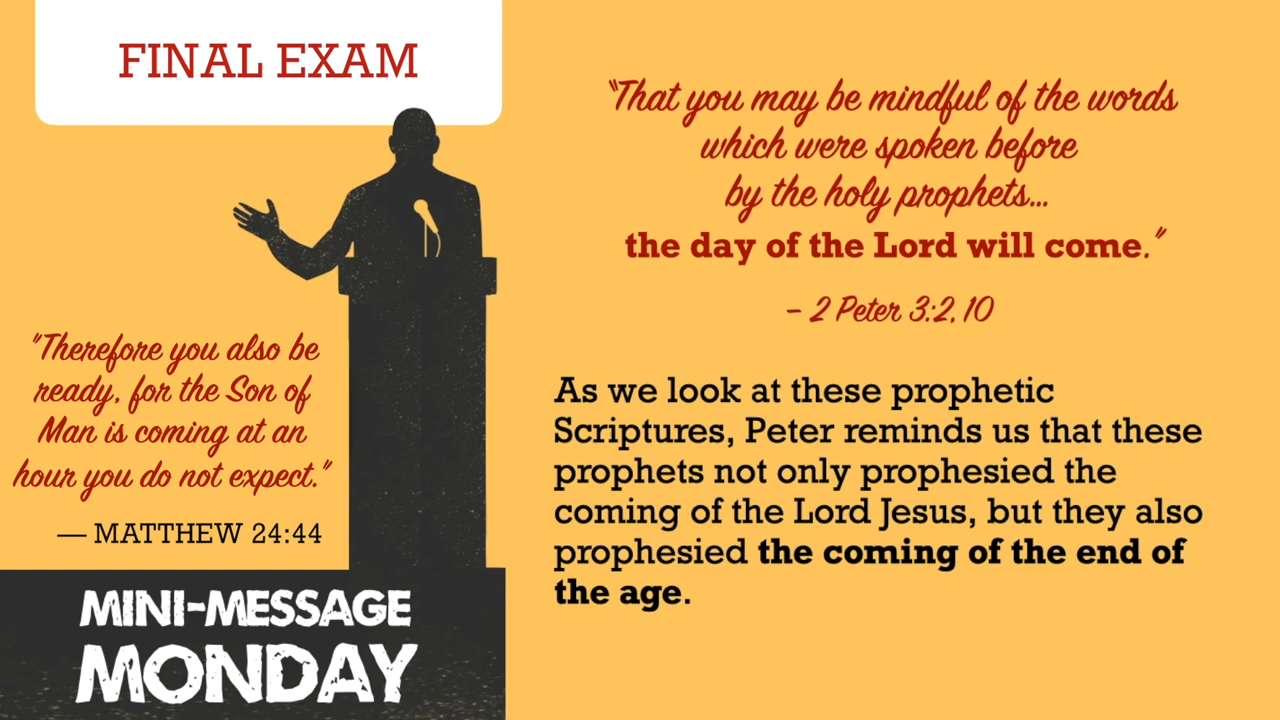 FINAL EXAM
"Therefore you also be
ready, for the Son of
Man is coming at an
hour you do not expect."
— MATTHEW 24:44
MINI-MESSAGE
MONDAY
"That you may be mindful of the words
which were spoken before
by the holy prophets...
the day of the Lord will come."
– 2 Peter 3:2, 10
As we look at these prophetic
Scriptures, Peter reminds us that these
prophets not only prophesied the
coming of the Lord Jesus, but they also
prophesied the coming of the end of
the age.